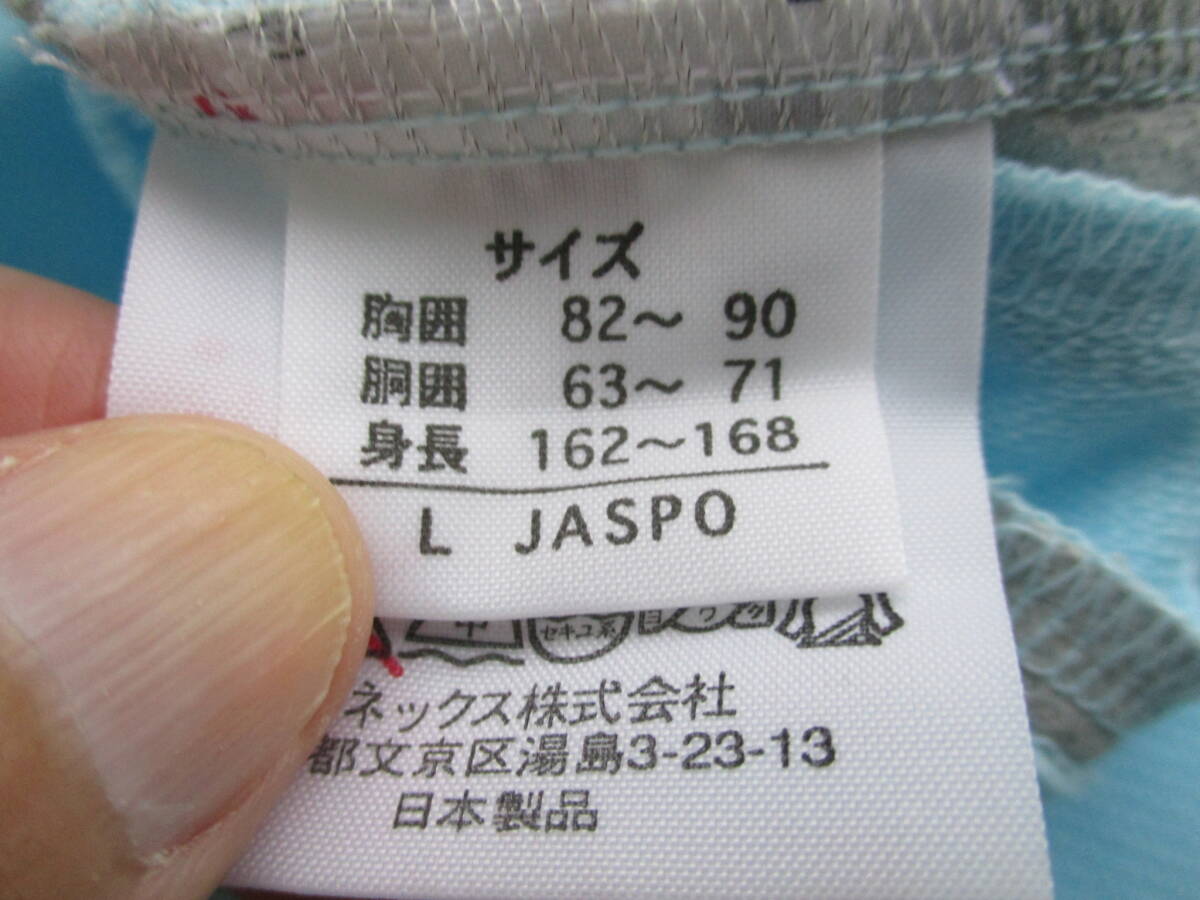 サイズ
胸囲 82～ 90
胴囲 63～ 71
身長 162～168
L JASPO
中 セキユ系
ネックス株式会社
都文京区湯島3-23-13
日本製品